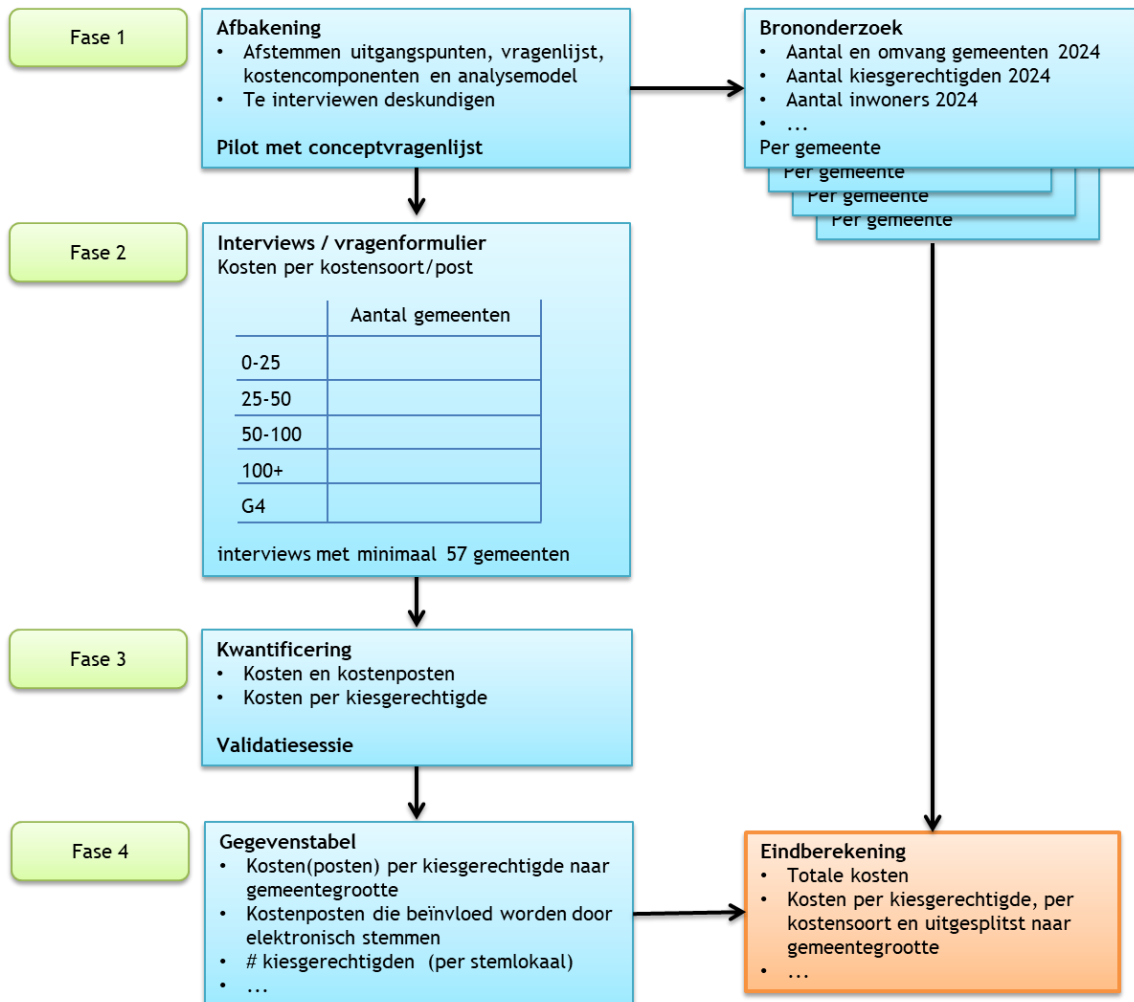 Fase 1
Afbakening
• Afstemmen uitgangspunten, vragenlijst,
kostencomponenten en analysemodel
• Te interviewen deskundigen
Pilot met conceptvragenlijst
Brononderzoek
• Aantal en omvang gemeenten 2024
• Aantal kiesgerechtigden 2024
• Aantal inwoners 2024
• ...
Per gemeente
Per gemeente
Per gemeente
Per gemeente
Fase 2
Interviews / vragenformulier
Kosten per kostensoort/post
Aantal gemeenten
0-25
25-50
50-100
100+
G4
interviews met minimaal 57 gemeenten
Fase 3
Kwantificering
• Kosten en kostenposten
• Kosten per kiesgerechtigde
Validatiesessie
Fase 4
Gegevenstabel
• Kosten(posten) per kiesgerechtigde naar
gemeentegrootte
• Kostenposten die beïnvloed worden door
elektronisch stemmen
• # kiesgerechtigden (per stemlokaal)
• ...
Eindberekening
• Totale kosten
• Kosten per kiesgerechtigde, per
kostensoort en uitgesplitst naar
gemeentegrootte
• ...